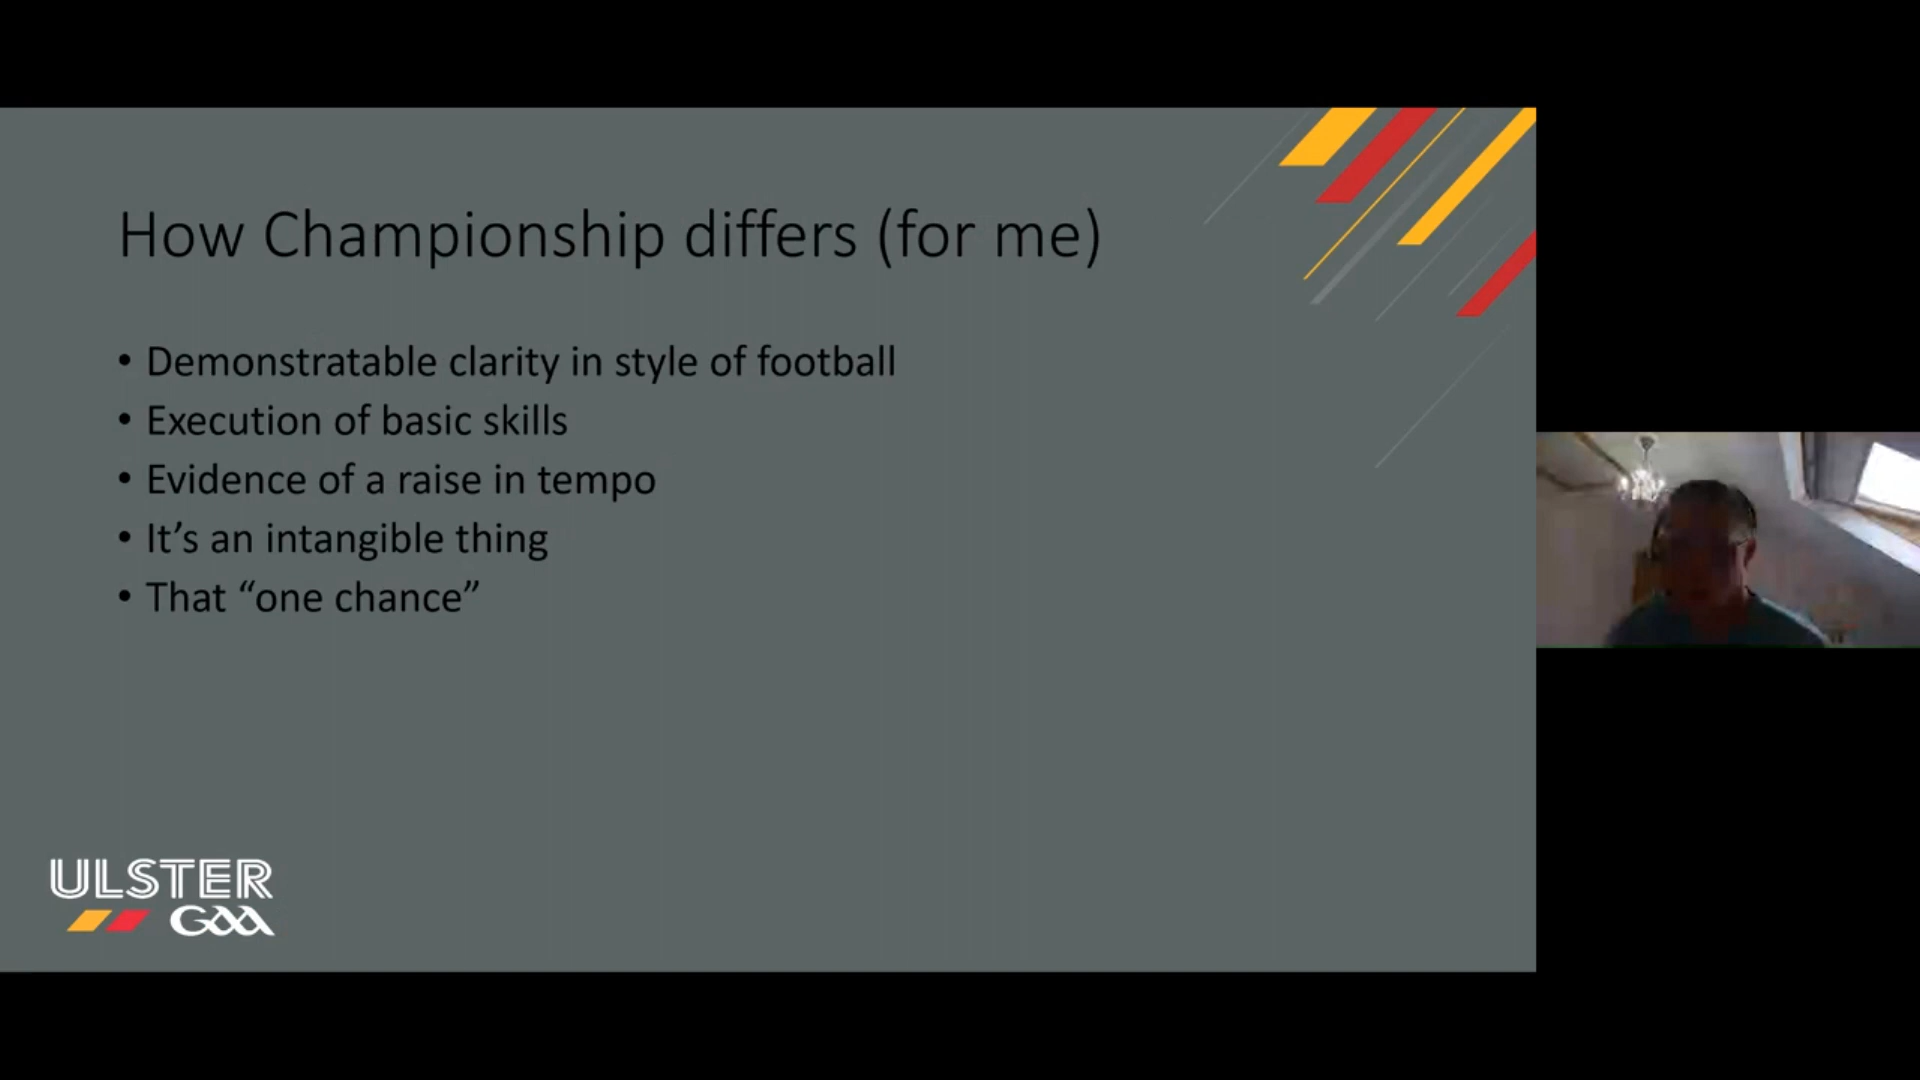 How Championship differs (for me)
• Demonstratable clarity in style of football
• Execution of basic skills
• Evidence of a raise in tempo
• It’s an intangible thing
• That “one chance”
ULSTER
GAA